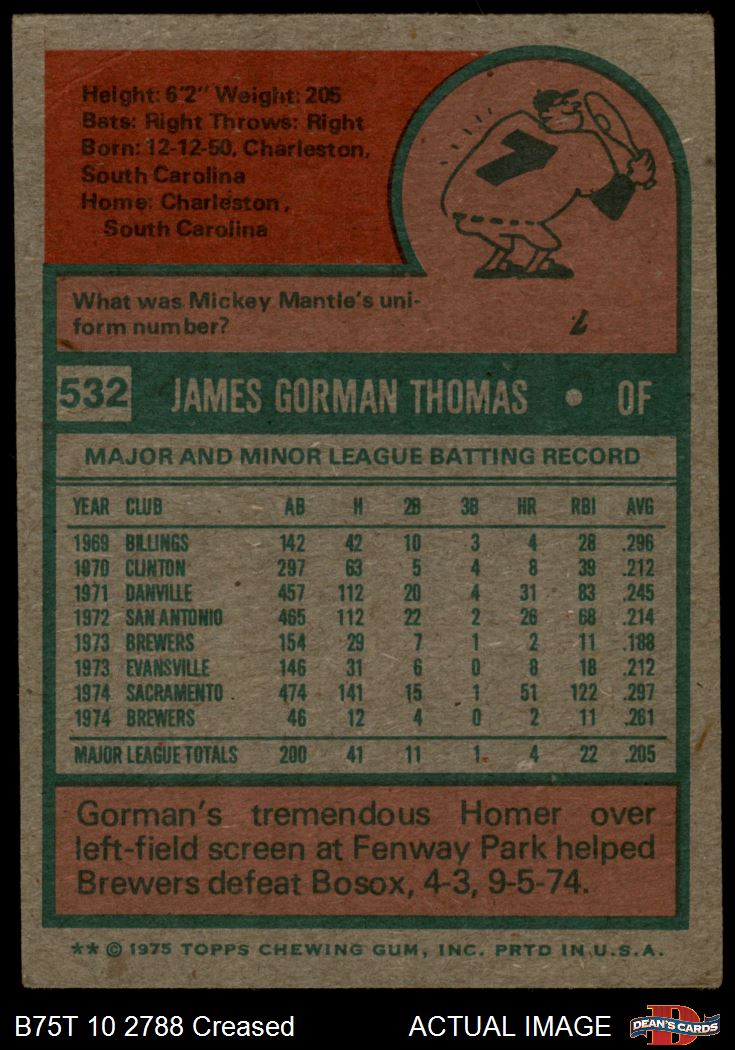 Height: 6'2" Weight: 205
Bats: Right Throws: Right
Born: 12-12-50, Charleston,
South Carolina
Home: Charleston,
South Carolina
7
What was Mickey Mantle's uni-
form number?
7.
532 JAMES GORMAN THOMAS • OF
MAJOR AND MINOR LEAGUE BATTING RECORD
YEAR CLUB AB H 2B 3B HR RBI AVG
1969 BILLINGS 142 42 10 3 4 28 .296
1970 CLINTON 297 63 5 4 8 39 .212
1971 DANVILLE 457 112 20 4 31 83 .245
1972 SAN ANTONIO 465 112 22 2 26 68 .214
1973 BREWERS 154 29 7 1 2 11 .188
1973 EVANSVILLE 146 31 6 0 8 18 .212
1974 SACRAMENTO 474 141 15 1 51 122 .297
1974 BREWERS 46 12 4 0 2 11 .261
MAJOR LEAGUE TOTALS 200 41 11 1 4 22 .205
Gorman's tremendous Homer over
left-field screen at Fenway Park helped
Brewers defeat Bosox, 4-3, 9-5-74.
** © 1975 TOPPS CHEWING GUM, INC. PRTD IN U.S.A.
B75T 10 2788 Creased ACTUAL IMAGE
D
DEAN'S CARDS